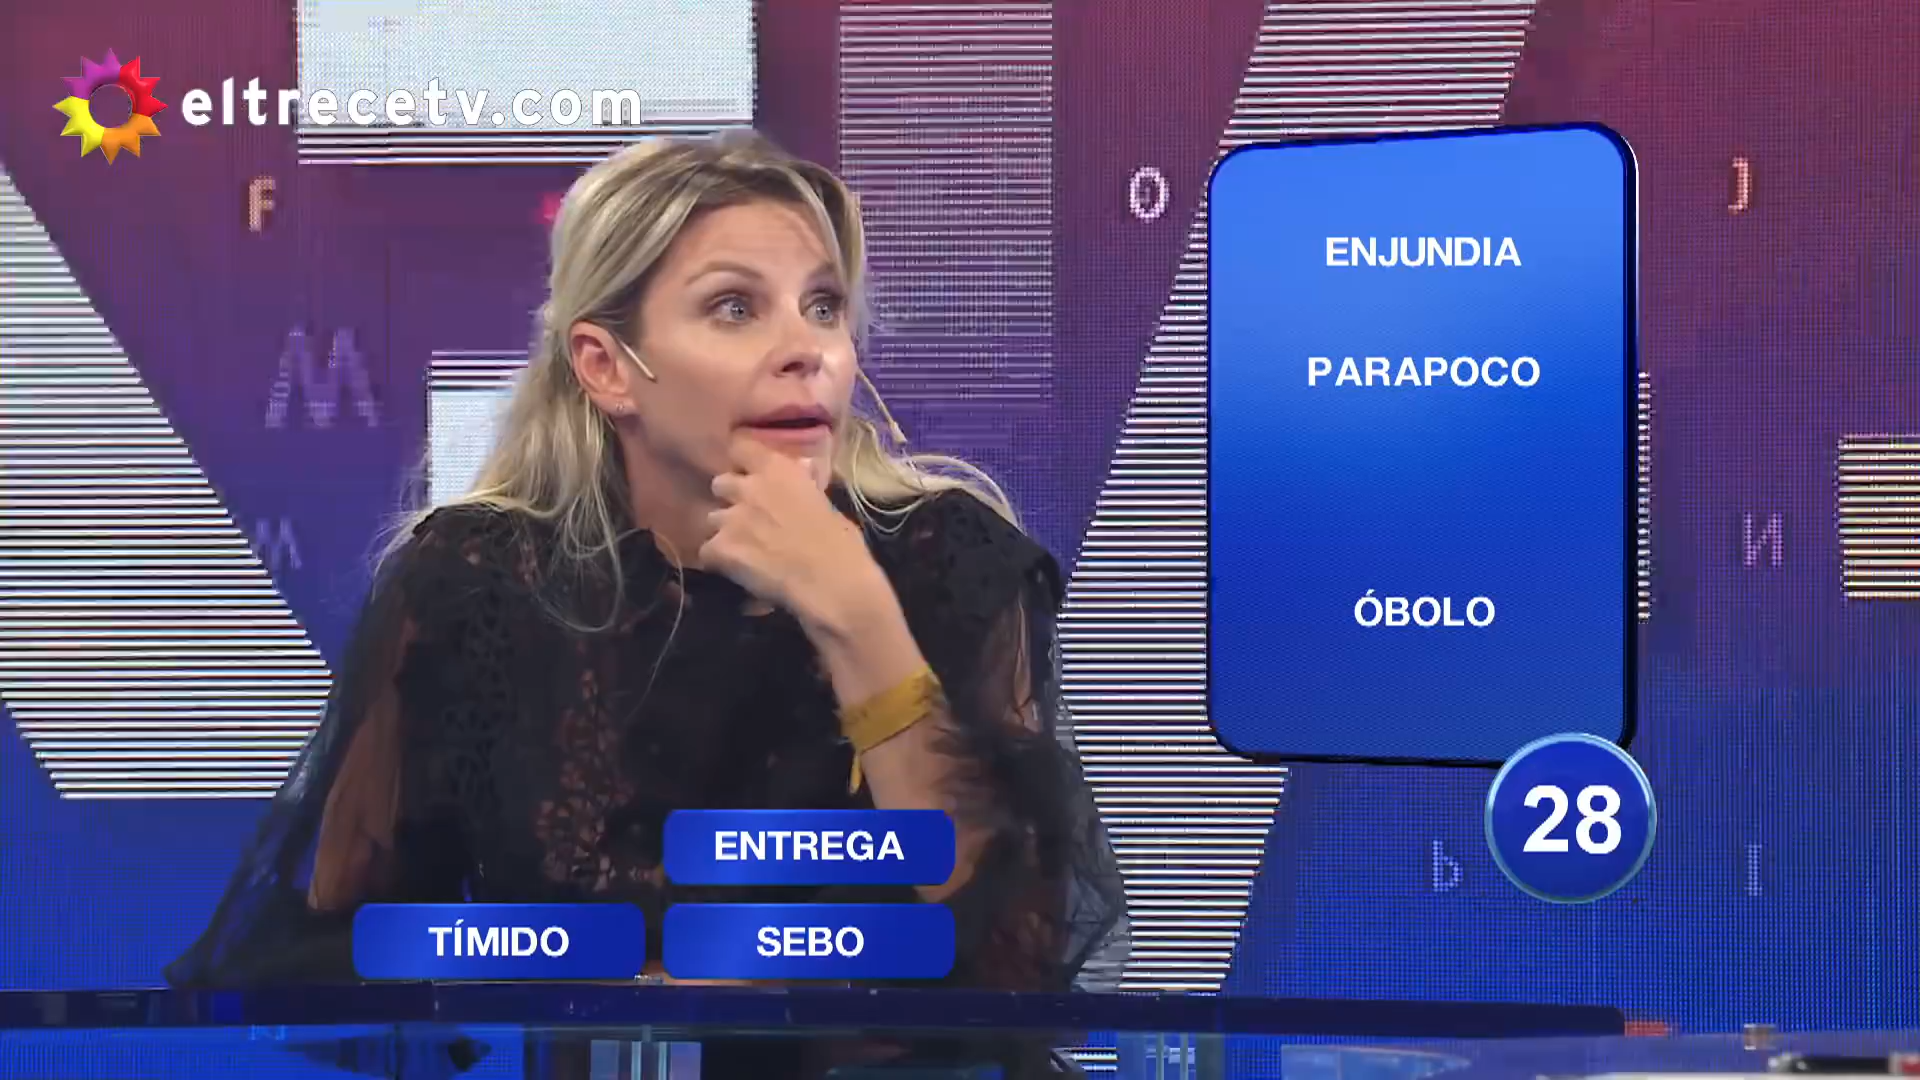 eltrecetv.com
F
O
J
ENJUNDIA
PARAPOCO
M
M
N
ÓBOLO
28
ENTREGA
TÍMIDO
SEBO